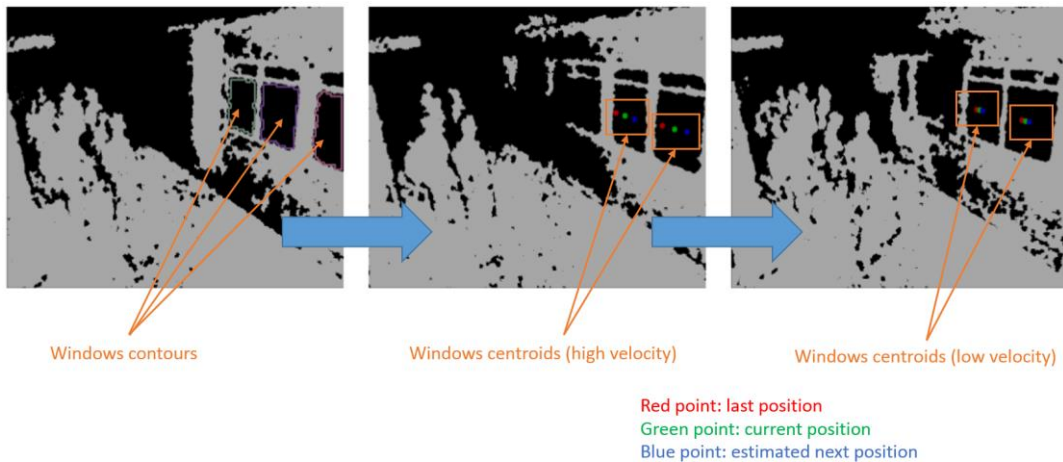 Windows contours
Windows centroids (high velocity)
Windows centroids (low velocity)
Red point: last position
Green point: current position
Blue point: estimated next position